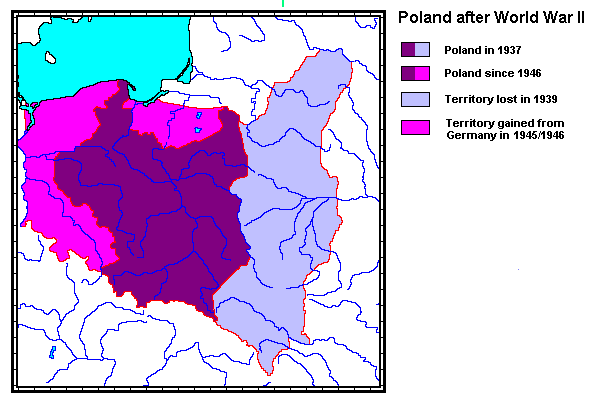 Poland after World War II
Poland in 1937
Poland since 1946
Territory lost in 1939
Territory gained from
Germany in 1945/1946